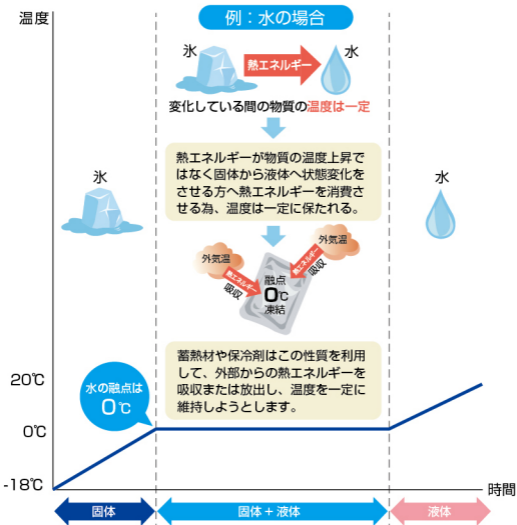 温度
例：水の場合
氷
熱エネルギー
水
変化している間の物質の温度は一定
熱エネルギーが物質の温度上昇で
はなく固体から液体へ状態変化を
させる方へ熱エネルギーを消費さ
せる為、温度は一定に保たれる。
氷
水
外気温
熱エネルギー
吸収
外気温
熱エネルギー
吸収
融点
0℃
凍結
蓄熱材や保冷剤はこの性質を利用
して、外部からの熱エネルギーを
吸収または放出し、温度を一定に
維持しようとします。
水の融点は
0℃
20℃
0℃
-18℃
時間
固体
固体＋液体
液体